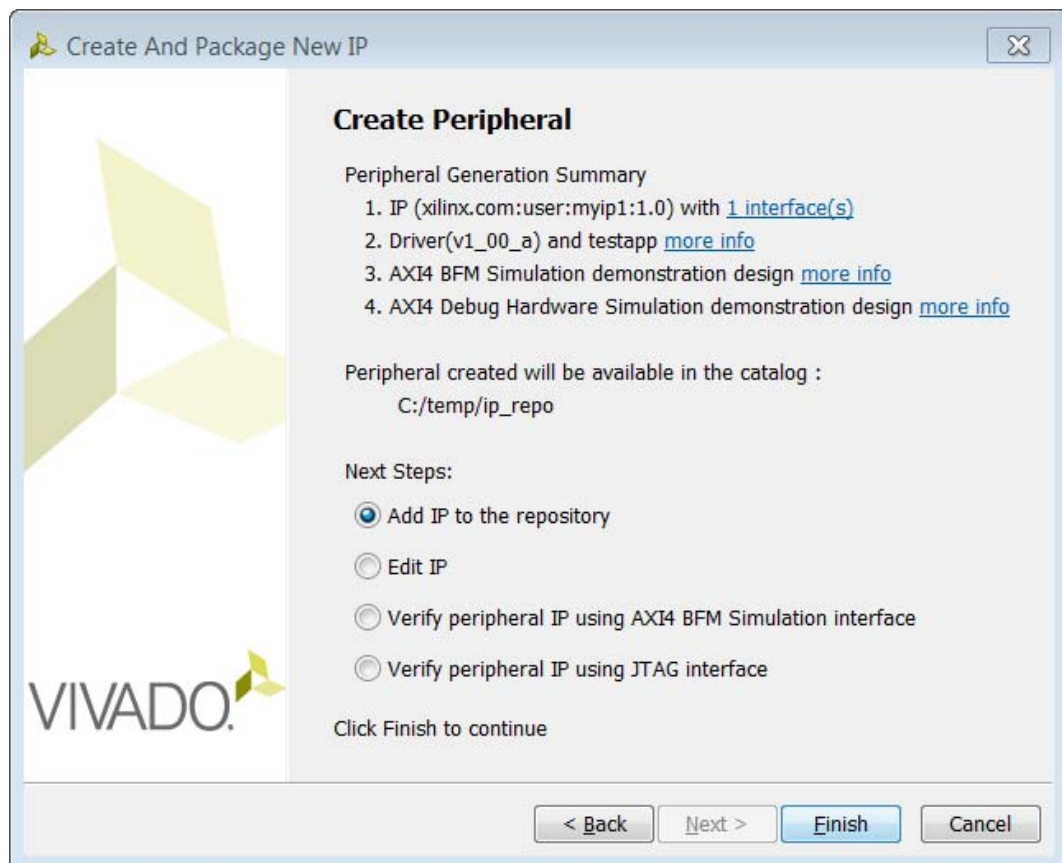 Create And Package New IP
Create Peripheral
Peripheral Generation Summary
1. IP (xilinx.com:user:myip1:1.0) with 1 interface(s)
2. Driver(v1_00_a) and testapp more info
3. AXI4 BFM Simulation demonstration design more info
4. AXI4 Debug Hardware Simulation demonstration design more info
Peripheral created will be available in the catalog :
C:/temp/ip_repo
Next Steps:
Add IP to the repository
Edit IP
Verify peripheral IP using AXI4 BFM Simulation interface
Verify peripheral IP using JTAG interface
VIVADO.
Click Finish to continue
< Back Next > Finish Cancel